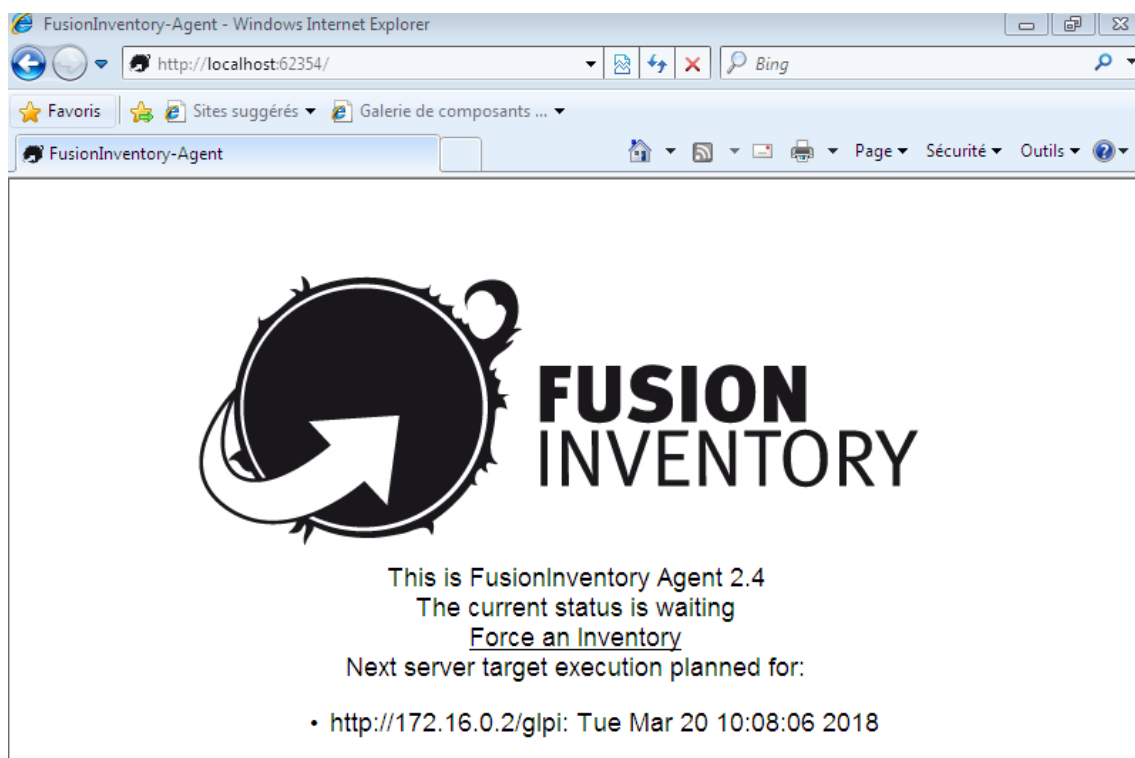 FusionInventory-Agent - Windows Internet Explorer
http://localhost:62354/
Bing
Favoris
Sites suggérés
Galerie de composants ...
FusionInventory-Agent
Page
Sécurité
Outils
FUSION
INVENTORY
This is FusionInventory Agent 2.4
The current status is waiting
Force an Inventory
Next server target execution planned for:
• http://172.16.0.2/glpi: Tue Mar 20 10:08:06 2018